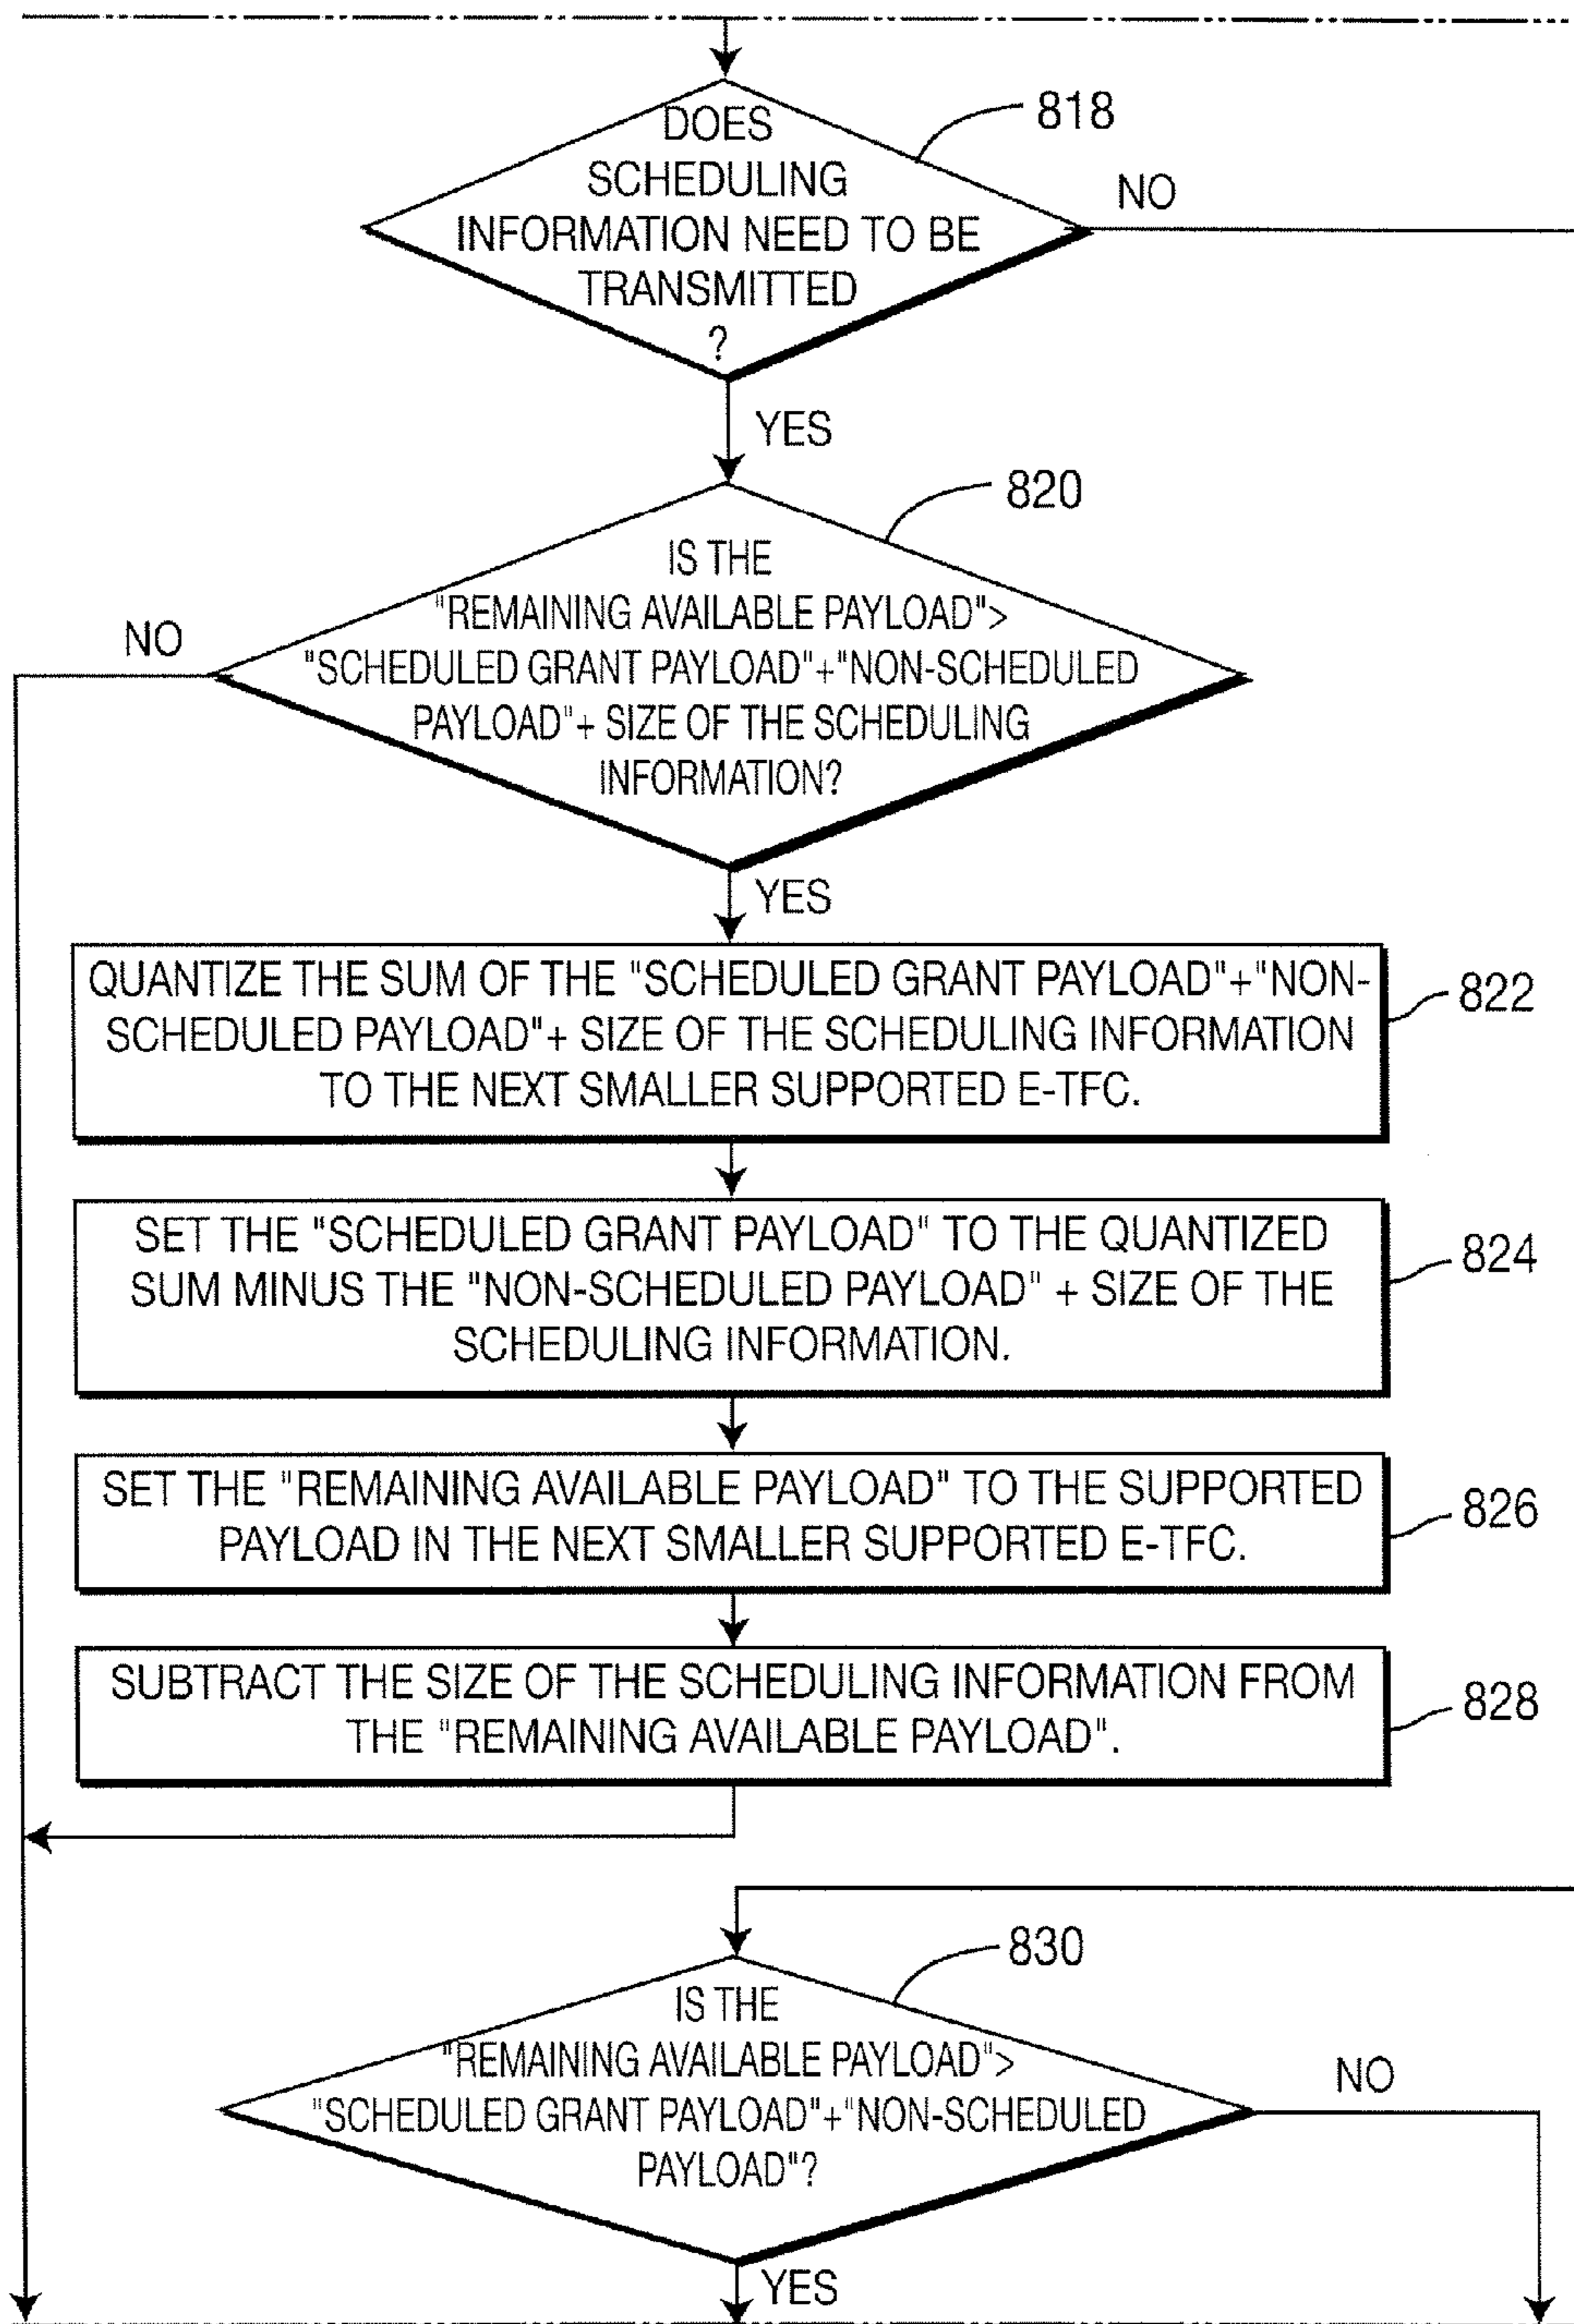 DOES
SCHEDULING
INFORMATION NEED TO BE
TRANSMITTED
?
818
NO
YES
820
IS THE
"REMAINING AVAILABLE PAYLOAD">
"SCHEDULED GRANT PAYLOAD"+"NON-SCHEDULED
PAYLOAD"+ SIZE OF THE SCHEDULING
INFORMATION?
NO
YES
QUANTIZE THE SUM OF THE "SCHEDULED GRANT PAYLOAD"+"NON-
SCHEDULED PAYLOAD"+ SIZE OF THE SCHEDULING INFORMATION
TO THE NEXT SMALLER SUPPORTED E-TFC.
822
SET THE "SCHEDULED GRANT PAYLOAD" TO THE QUANTIZED
SUM MINUS THE "NON-SCHEDULED PAYLOAD" + SIZE OF THE
SCHEDULING INFORMATION.
824
SET THE "REMAINING AVAILABLE PAYLOAD" TO THE SUPPORTED
PAYLOAD IN THE NEXT SMALLER SUPPORTED E-TFC.
826
SUBTRACT THE SIZE OF THE SCHEDULING INFORMATION FROM
THE "REMAINING AVAILABLE PAYLOAD".
828
830
IS THE
"REMAINING AVAILABLE PAYLOAD">
"SCHEDULED GRANT PAYLOAD"+"NON-SCHEDULED
PAYLOAD"?
NO
YES